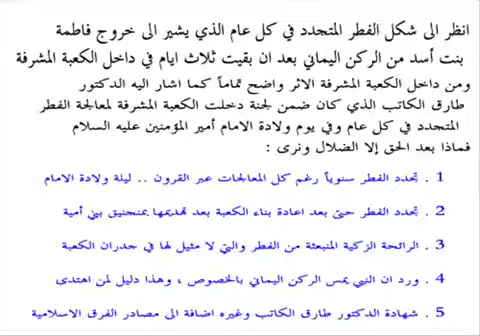 انظر الى شكل الفطر المتجدد في كل عام الذي يشير الى خروج فاطمة
بنت أسد من الركن اليماني بعد ان بقيت ثلاث ايام في داخل الكعبة المشرفة
ومن داخل الكعبة المشرفة الاثر واضح تماماً كما اشار اليه الدكتور
طارق الكاتب الذي كان ضمن لجنة دخلت الكعبة المشرفة لمعالجة الفطر
المتجدد في كل عام وفي يوم ولادة الامام أمير المؤمنين عليه السلام
فماذا بعد الحق إلا الضلال ونرى :
1 . تجدد الفطر سنوياً رغم كل المعالجات عبر القرون .. ليلة ولادة الامام
2 . تجدد الفطر حتى بعد اعادة بناء الكعبة بعد تهديمها بمنجنيق بني أمية
3 . الرائحة الزكية المنبعثة من الفطر والتي لا مثيل لها في جدران الكعبة
4 . ورد ان النبي يمس الركن اليماني بالخصوص ، وهذا دليل لمن اهتدى
5 . شهادة الدكتور طارق الكاتب وغيره اضافة الى مصادر الفرق الاسلامية